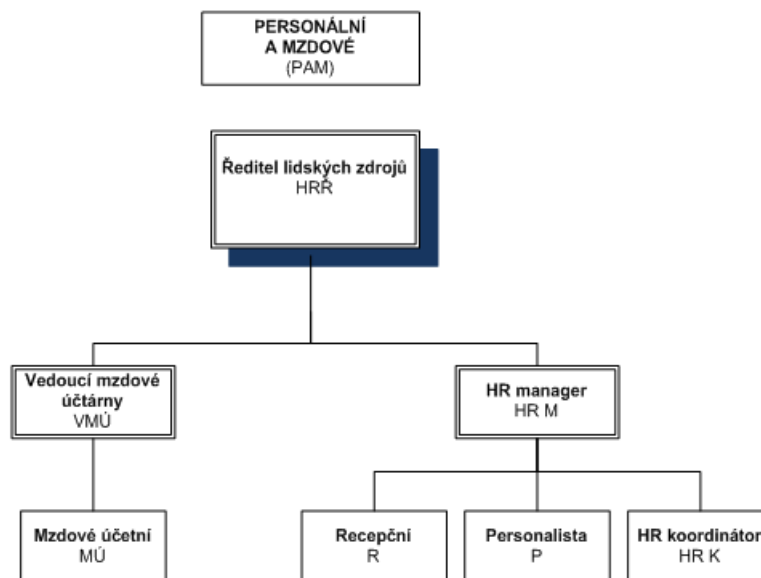 PERSONÁLNÍ
A MZDOVÉ
(PAM)
Ředitel lidských zdrojů
HRŘ
Vedoucí mzdové
účtárny
VMÚ
HR manager
HR M
Mzdové účetní
MÚ
Recepční
R
Personalista
P
HR koordinátor
HR K